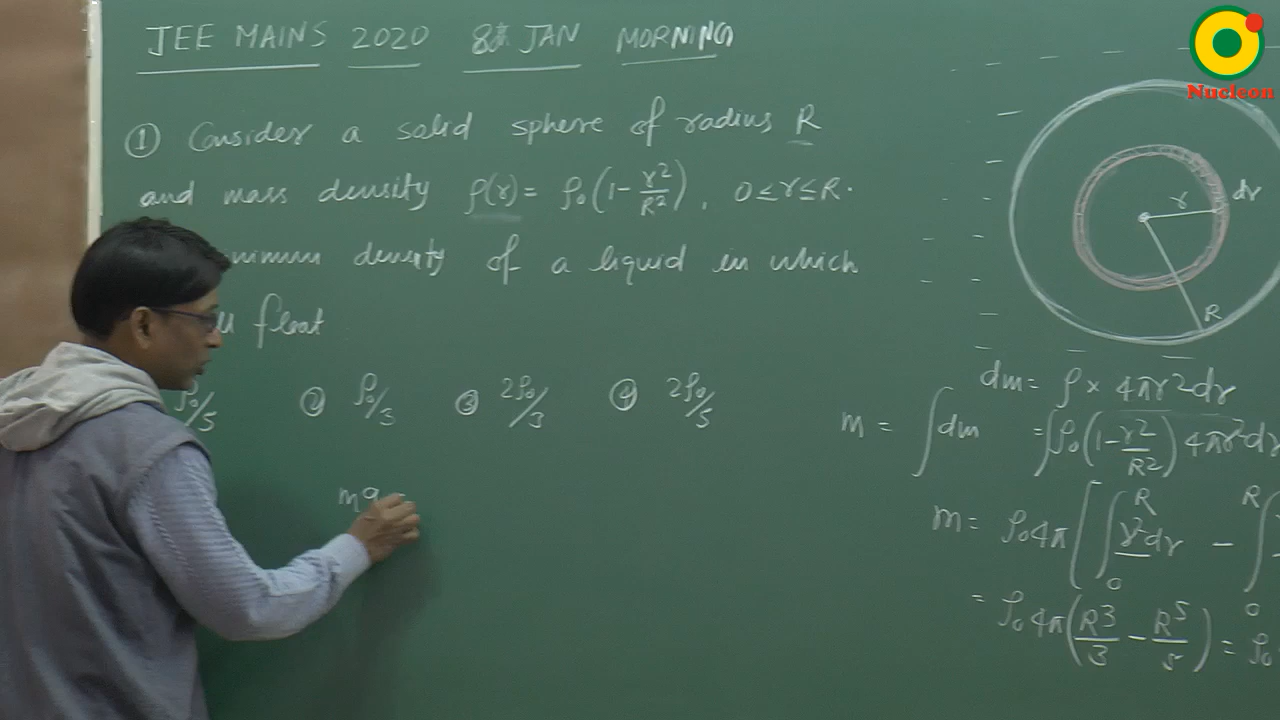 JEE MAINS 2020 8th JAN MORNING
Nucleon
① Consider a solid sphere of radius R
and mass density ρ(r) = ρ₀(1 - r²/R²), 0≤r≤R.
density of a liquid in which
float
ρ₀/5 ② ρ₀/3 ③ 2ρ₀/3 ④ 2ρ₀/5
mg
r dr
R
dm = ρ × 4πr²dr
m = ∫dm = ∫ρ₀(1 - r²/R²) 4πr²dr
m = ρ₀4π[∫₀ᴿ r²dr - ∫₀ᴿ
= ρ₀4π(R³/3 - R⁵/5) = ρ₀